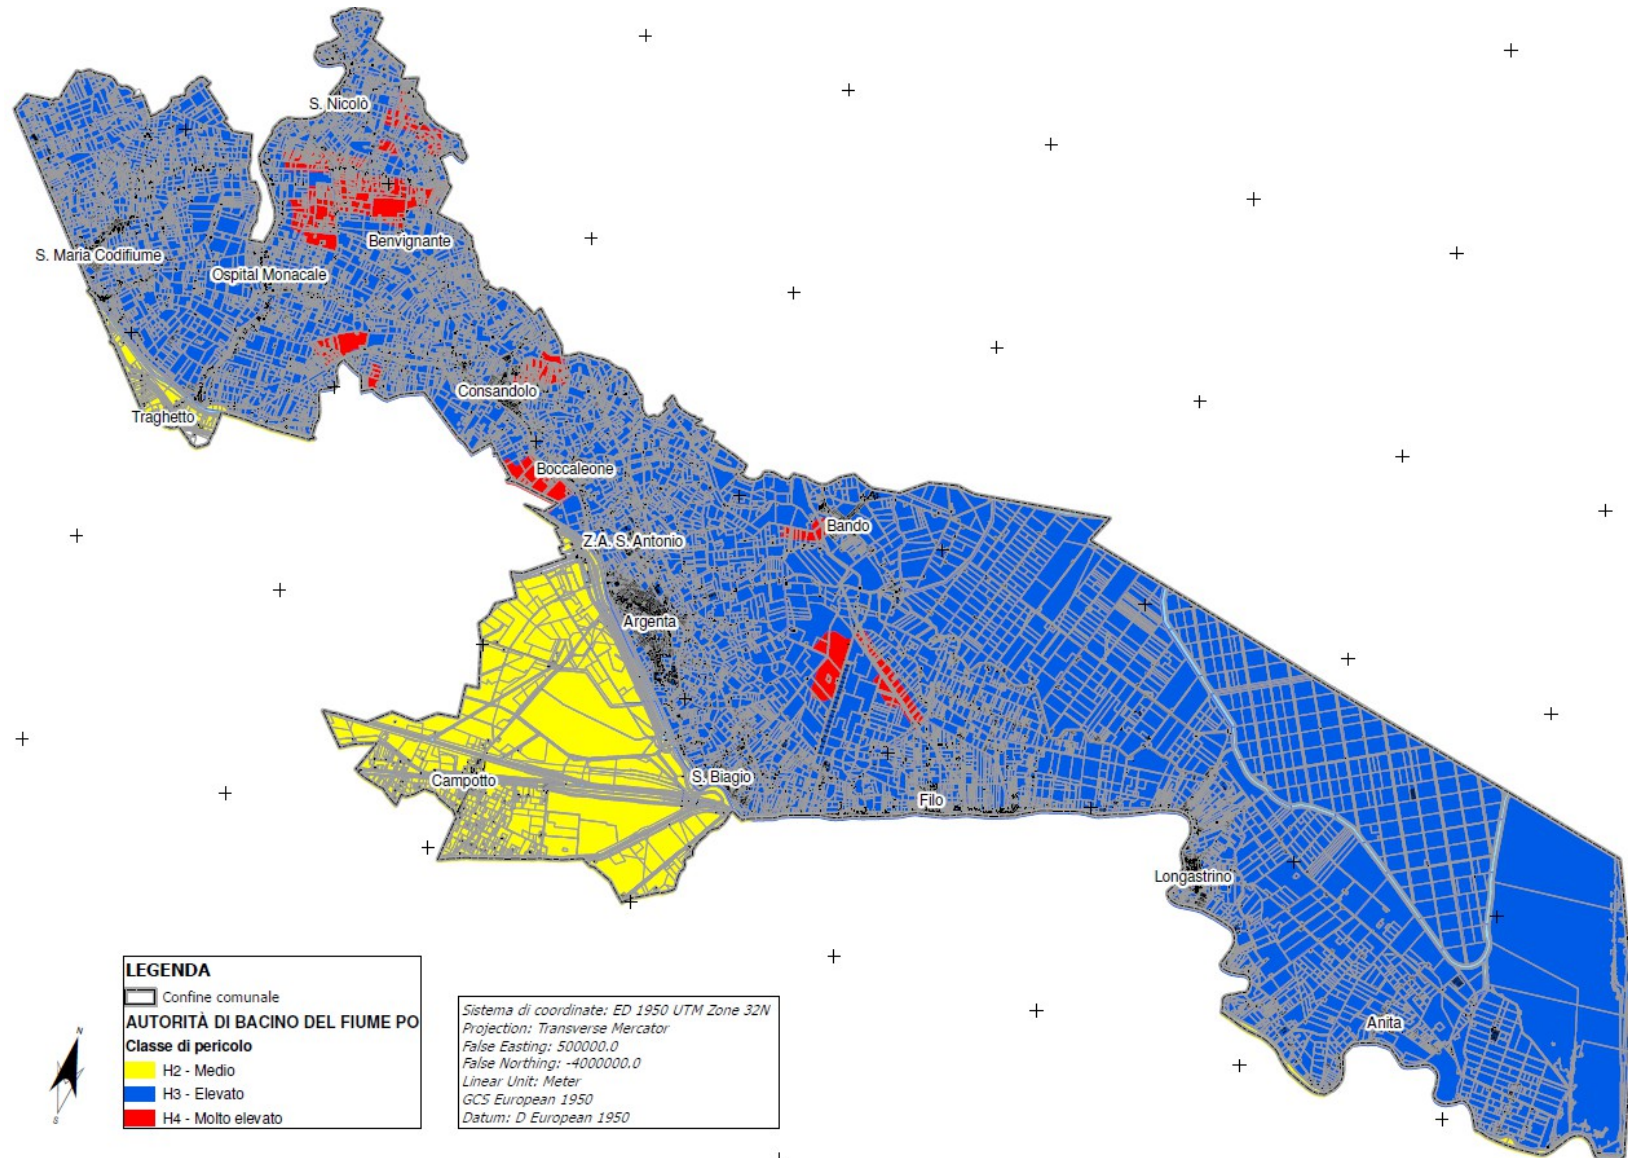 S. Nicolò
S. Maria Codifiume
Benvignante
Ospital Monacale
Consandolo
Traghetto
Boccaleone
Bando
Z.A. S. Antonio
Argenta
S. Biagio
Campotto
Filo
Longastrino
Anita
LEGENDA
Confine comunale
AUTORITÀ DI BACINO DEL FIUME PO
Classe di pericolo
H2 - Medio
H3 - Elevato
H4 - Molto elevato
N
S
Sistema di coordinate: ED 1950 UTM Zone 32N
Projection: Transverse Mercator
False Easting: 500000.0
False Northing: -4000000.0
Linear Unit: Meter
GCS European 1950
Datum: D European 1950